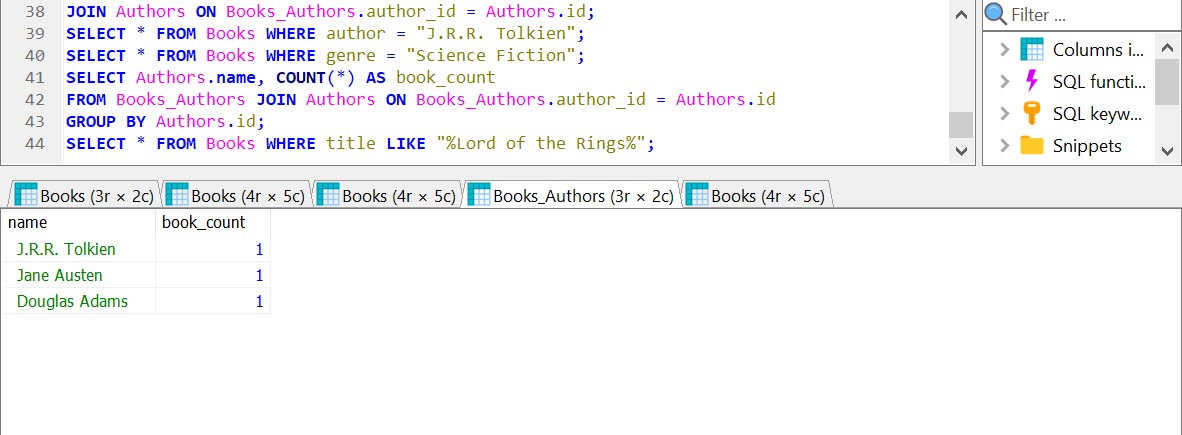 38 JOIN Authors ON Books_Authors.author_id = Authors.id;
39 SELECT * FROM Books WHERE author = "J.R.R. Tolkien";
40 SELECT * FROM Books WHERE genre = "Science Fiction";
41 SELECT Authors.name, COUNT(*) AS book_count
42 FROM Books_Authors JOIN Authors ON Books_Authors.author_id = Authors.id
43 GROUP BY Authors.id;
44 SELECT * FROM Books WHERE title LIKE "%Lord of the Rings%";
Filter ...
Columns i...
SQL functi...
SQL keyw...
Snippets
Books (3r × 2c) Books (4r × 5c) Books (4r × 5c) Books_Authors (3r × 2c) Books (4r × 5c)
name book_count
J.R.R. Tolkien 1
Jane Austen 1
Douglas Adams 1